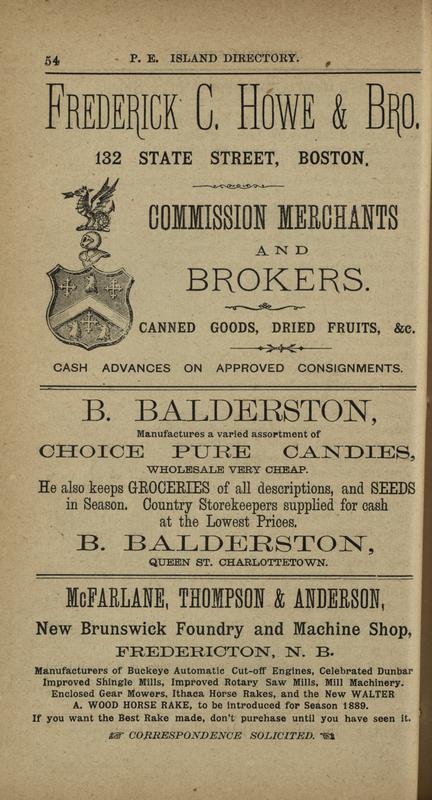 54
P. E. ISLAND DIRECTORY.
FREDERICK C. HOWE & BRO.
132 STATE STREET, BOSTON.
COMMISSION MERCHANTS
AND
BROKERS.
CANNED GOODS, DRIED FRUITS, &c.
CASH ADVANCES ON APPROVED CONSIGNMENTS.
B. BALDERSTON,
Manufactures a varied assortment of
CHOICE PURE CANDIES,
WHOLESALE VERY CHEAP.
He also keeps GROCERIES of all descriptions, and SEEDS
in Season. Country Storekeepers supplied for cash
at the Lowest Prices.
B. BALDERSTON,
QUEEN ST. CHARLOTTETOWN.
McFARLANE, THOMPSON & ANDERSON,
New Brunswick Foundry and Machine Shop,
FREDERICTON, N. B.
Manufacturers of Buckeye Automatic Cut-off Engines, Celebrated Dunbar
Improved Shingle Mills, Improved Rotary Saw Mills, Mill Machinery.
Enclosed Gear Mowers, Ithaca Horse Rakes, and the New WALTER
A. WOOD HORSE RAKE, to be introduced for Season 1889.
If you want the Best Rake made, don't purchase until you have seen it.
CORRESPONDENCE SOLICITED.